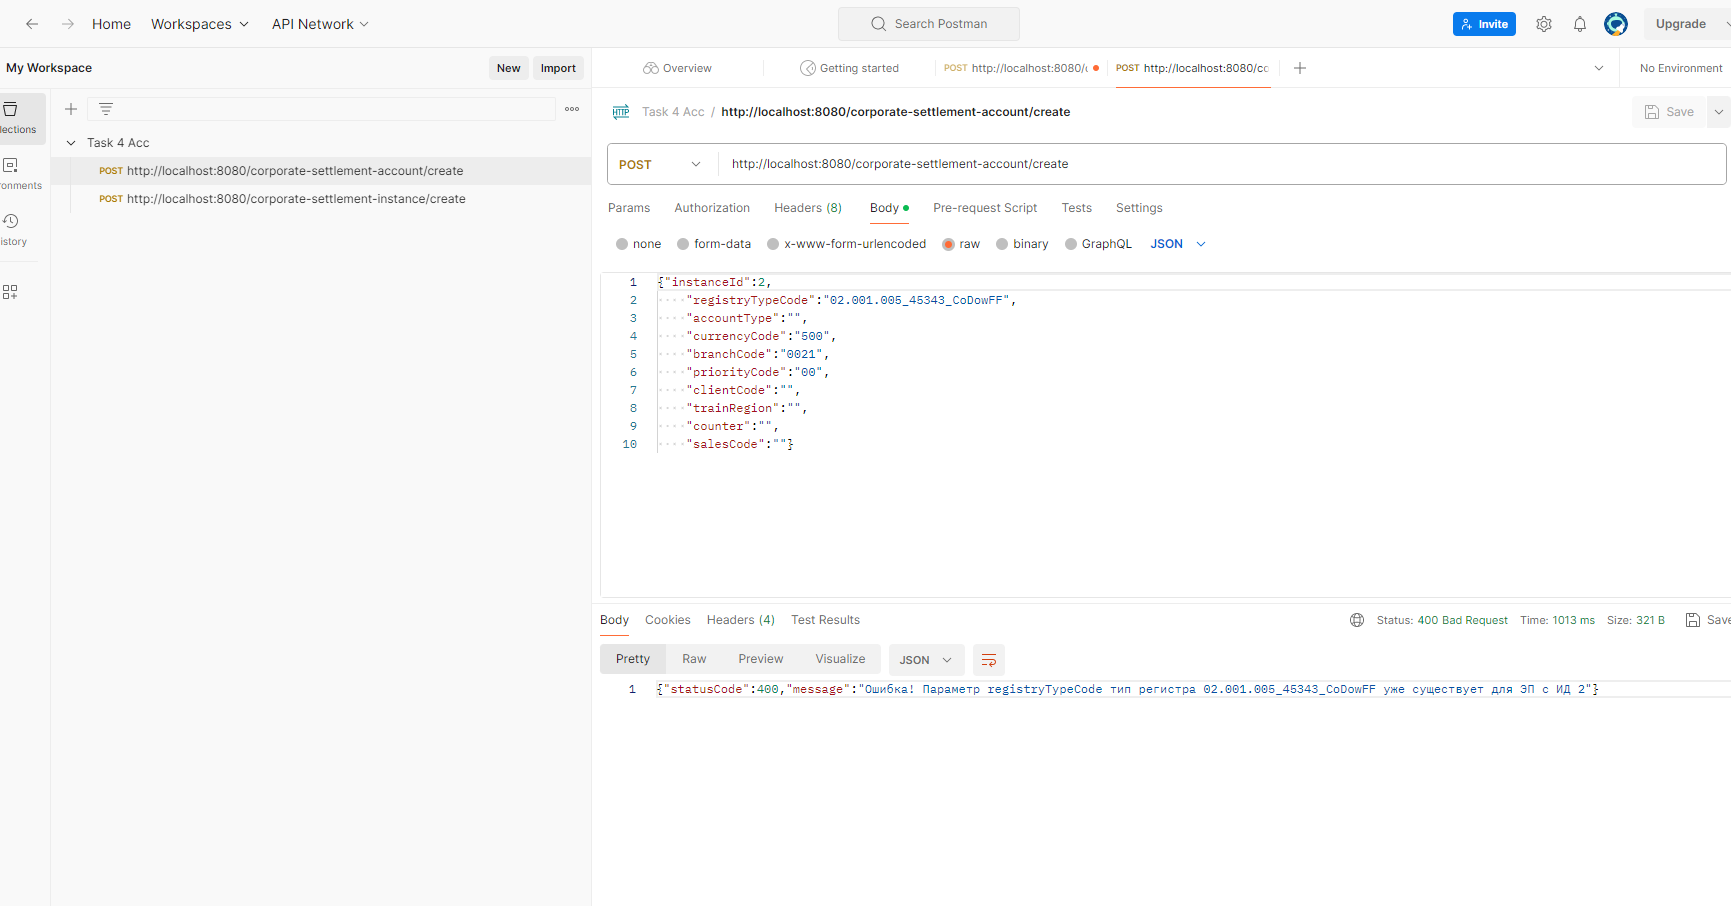 Home Workspaces API Network Search Postman Invite Upgrade
My Workspace New Import Overview Getting started POST http://localhost:8080/c POST http://localhost:8080/co No Environment
lections
ronments
istory
Task 4 Acc
POST http://localhost:8080/corporate-settlement-account/create
POST http://localhost:8080/corporate-settlement-instance/create
HTTP Task 4 Acc / http://localhost:8080/corporate-settlement-account/create Save
POST http://localhost:8080/corporate-settlement-account/create
Params Authorization Headers (8) Body Pre-request Script Tests Settings
none form-data x-www-form-urlencoded raw binary GraphQL JSON
1 {"instanceId":2,
2 "registryTypeCode":"02.001.005_45343_CoDowFF",
3 "accountType":"",
4 "currencyCode":"500",
5 "branchCode":"0021",
6 "priorityCode":"00",
7 "clientCode":"",
8 "trainRegion":"",
9 "counter":"",
10 "salesCode":""}
Body Cookies Headers (4) Test Results Status: 400 Bad Request Time: 1013 ms Size: 321 B Save
Pretty Raw Preview Visualize JSON
1 {"statusCode":400,"message":"Ошибка! Параметр registryTypeCode тип регистра 02.001.005_45343_CoDowFF уже существует для ЭП с ИД 2"}